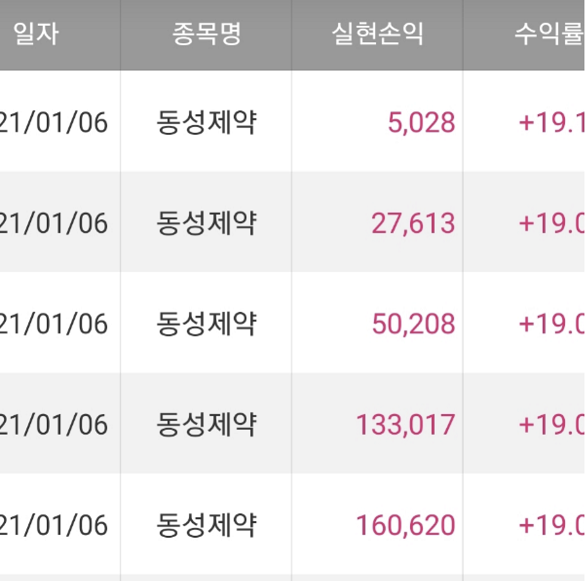 일자 종목명 실현손익 수익률
21/01/06 동성제약 5,028 +19.1
21/01/06 동성제약 27,613 +19.0
21/01/06 동성제약 50,208 +19.0
21/01/06 동성제약 133,017 +19.0
21/01/06 동성제약 160,620 +19.0